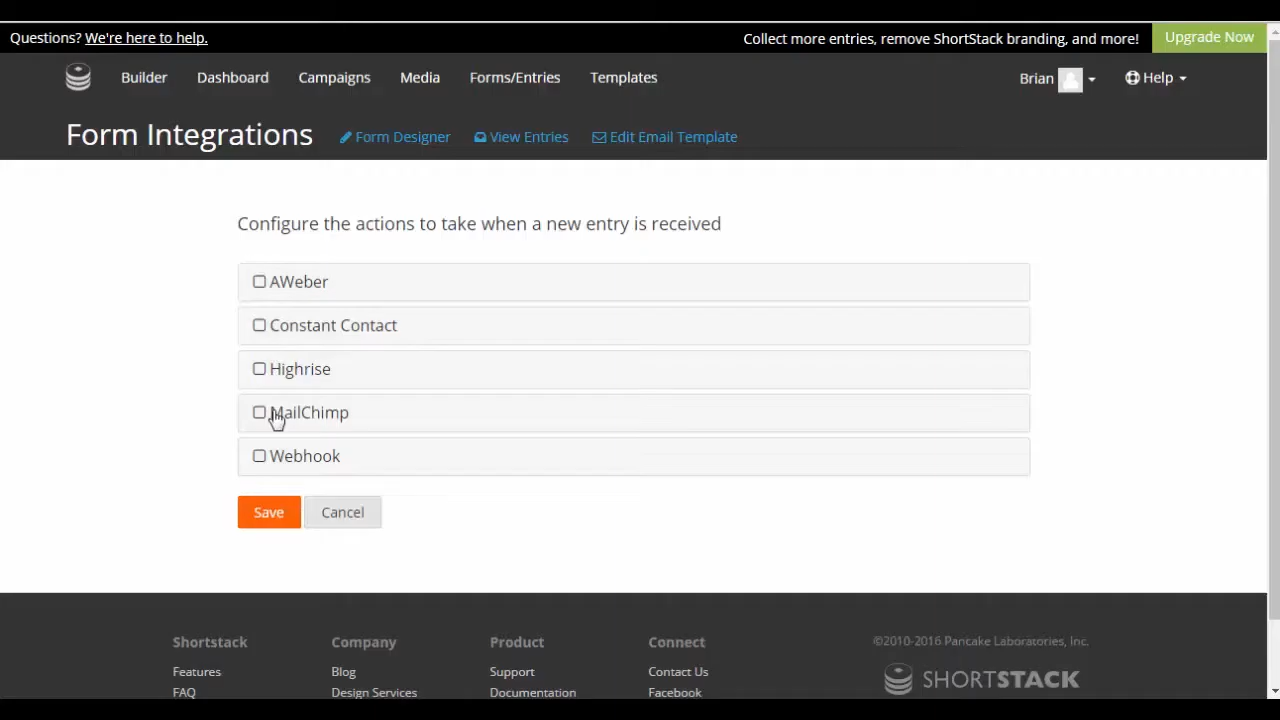 Questions? We're here to help. Collect more entries, remove ShortStack branding, and more! Upgrade Now
Builder Dashboard Campaigns Media Forms/Entries Templates Brian Help
Form Integrations Form Designer View Entries Edit Email Template
Configure the actions to take when a new entry is received
AWeber
Constant Contact
Highrise
MailChimp
Webhook
Save Cancel
Shortstack Company Product Connect ©2010-2016 Pancake Laboratories, Inc.
Features Blog Support Contact Us SHORTSTACK
FAQ Design Services Documentation Facebook